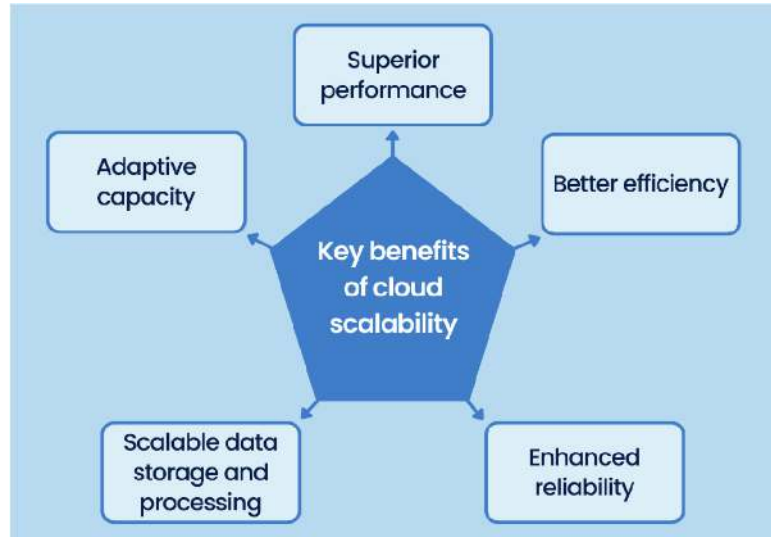 Superior
performance
Adaptive
capacity
Better efficiency
Key benefits
of cloud
scalability
Scalable data
storage and
processing
Enhanced
reliability